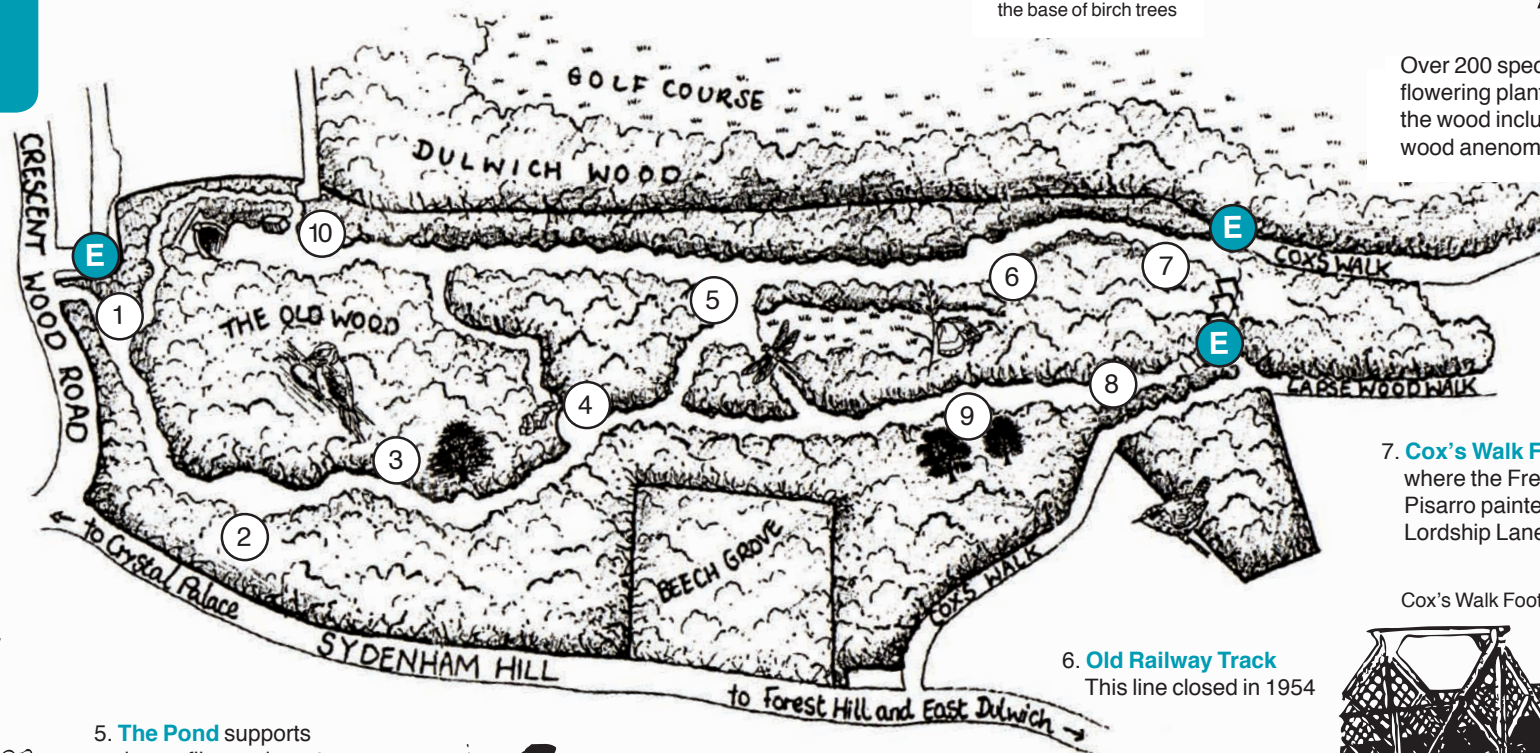 the base of birch trees
Over 200 spec
flowering plant
the wood inclu
wood anenom
GOLF COURSE
DULWICH WOOD
CRESCENT WOOD ROAD
E
10
E
COX'S WALK
1
THE OLD WOOD
5
6
7
E
LAPSE WOOD WALK
4
8
9
3
2
BEECH GROVE
COXS WALK
← to Crystal Palace
SYDENHAM HILL
to Forest Hill and East Dulwich →
7. Cox's Walk F
where the Fre
Pisarro painte
Lordship Lane
Cox's Walk Foot
6. Old Railway Track
This line closed in 1954
5. The Pond supports